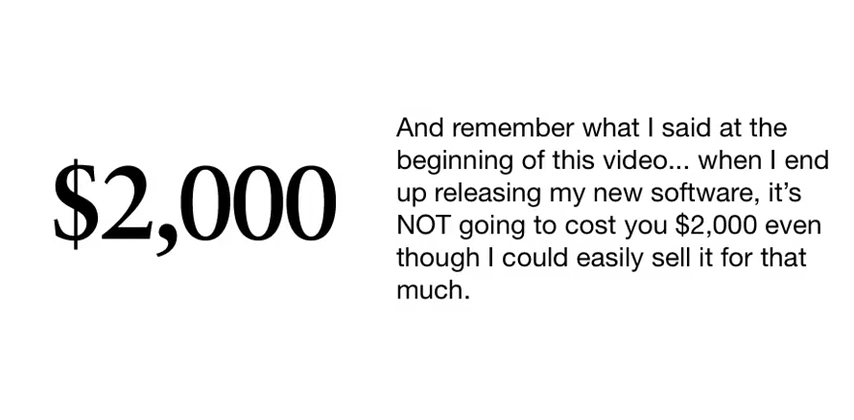 $2,000
And remember what I said at the
beginning of this video... when I end
up releasing my new software, it’s
NOT going to cost you $2,000 even
though I could easily sell it for that
much.